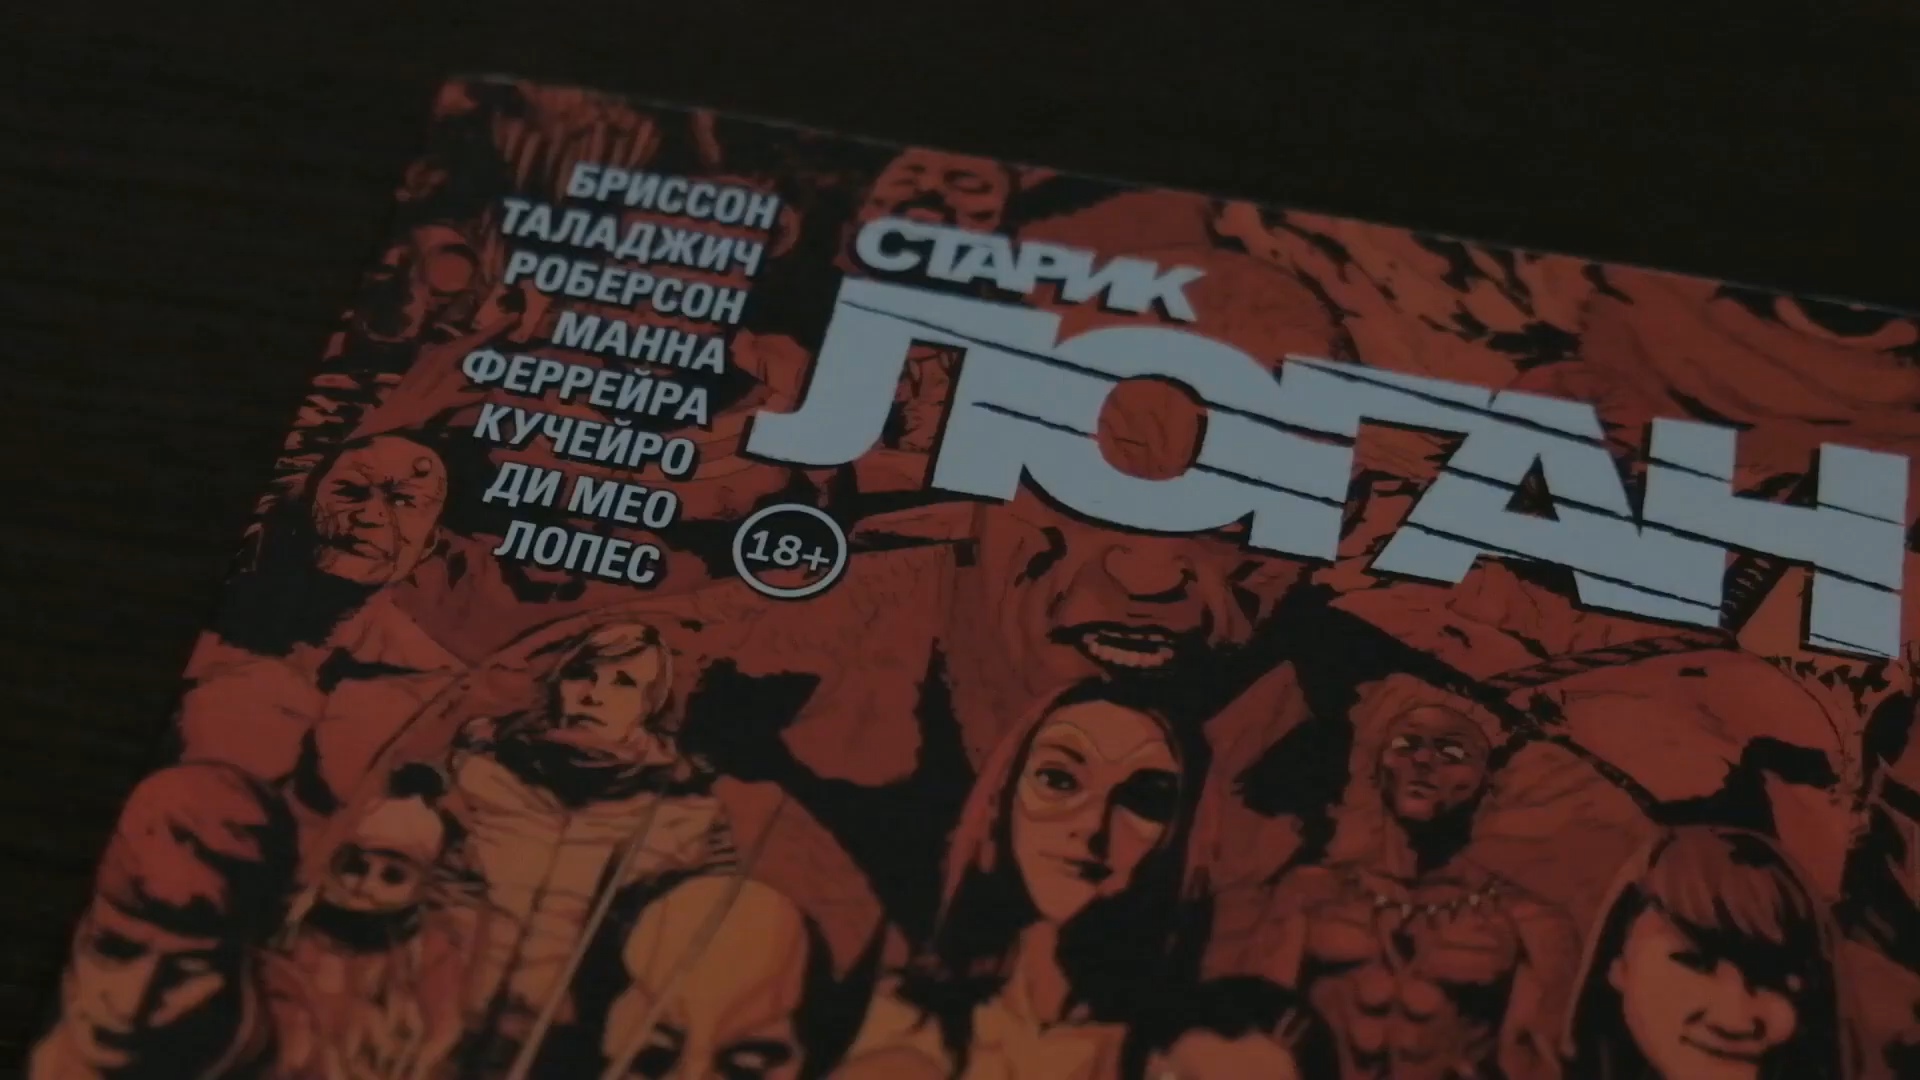 БРИССОН
ТАЛАДЖИЧ
РОБЕРСОН
МАННА
ФЕРРЕЙРА
КУЧЕЙРО
ДИ МЕО
ЛОПЕС
18+
СТАРИК
ЛОГАН